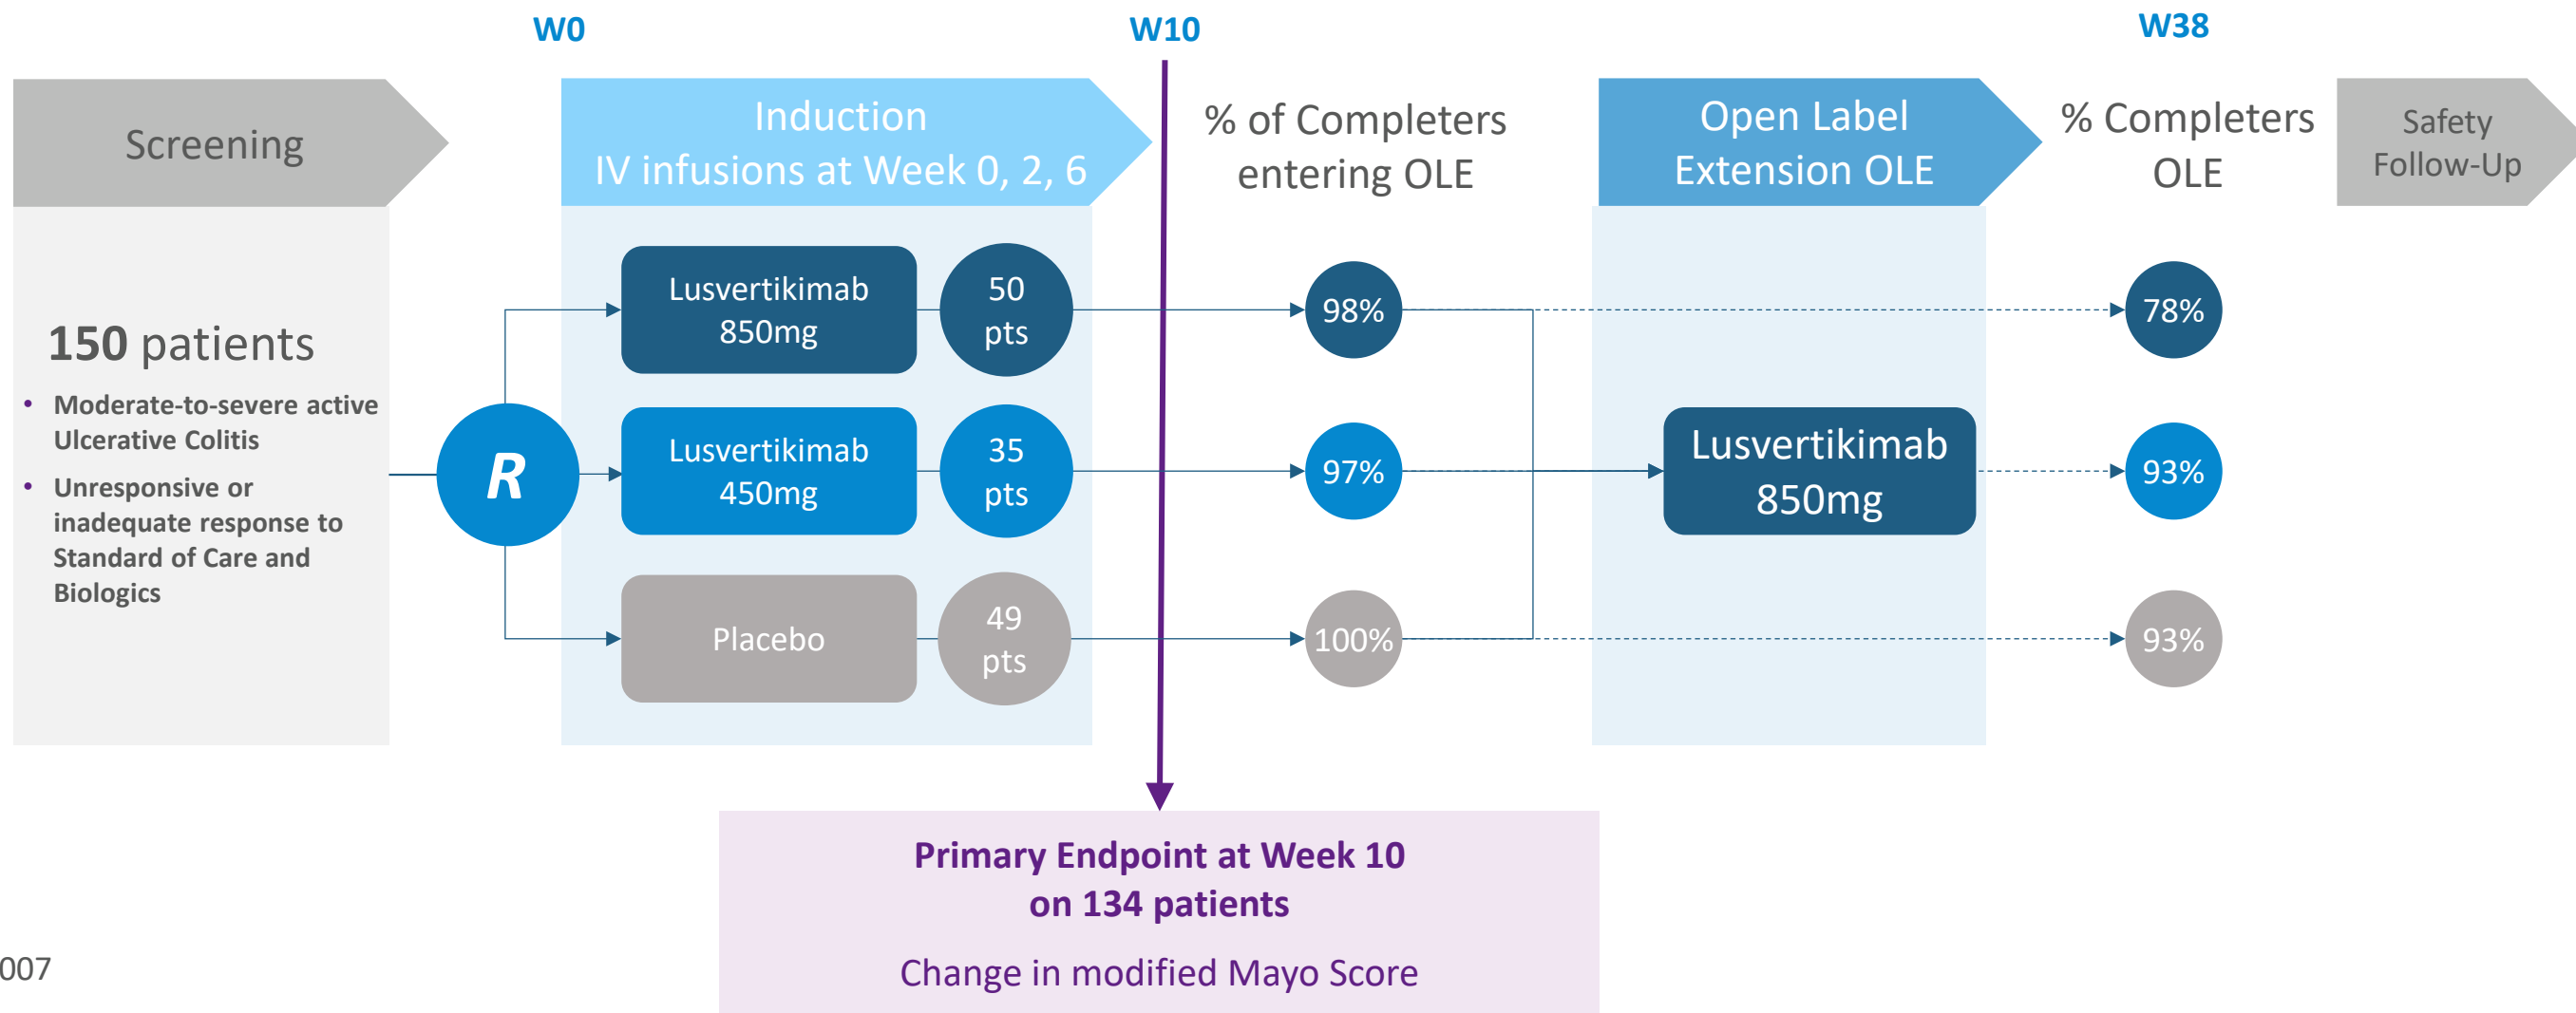 W0
W10
W38
Screening
Induction
IV infusions at Week 0, 2, 6
% of Completers
entering OLE
Open Label
Extension OLE
% Completers
OLE
Safety
Follow-Up
150 patients
• Moderate-to-severe active
Ulcerative Colitis
• Unresponsive or
inadequate response to
Standard of Care and
Biologics
R
Lusvertikimab
850mg
50
pts
98%
78%
Lusvertikimab
450mg
35
pts
97%
Lusvertikimab
850mg
93%
Placebo
49
pts
100%
93%
Primary Endpoint at Week 10
on 134 patients
Change in modified Mayo Score
007